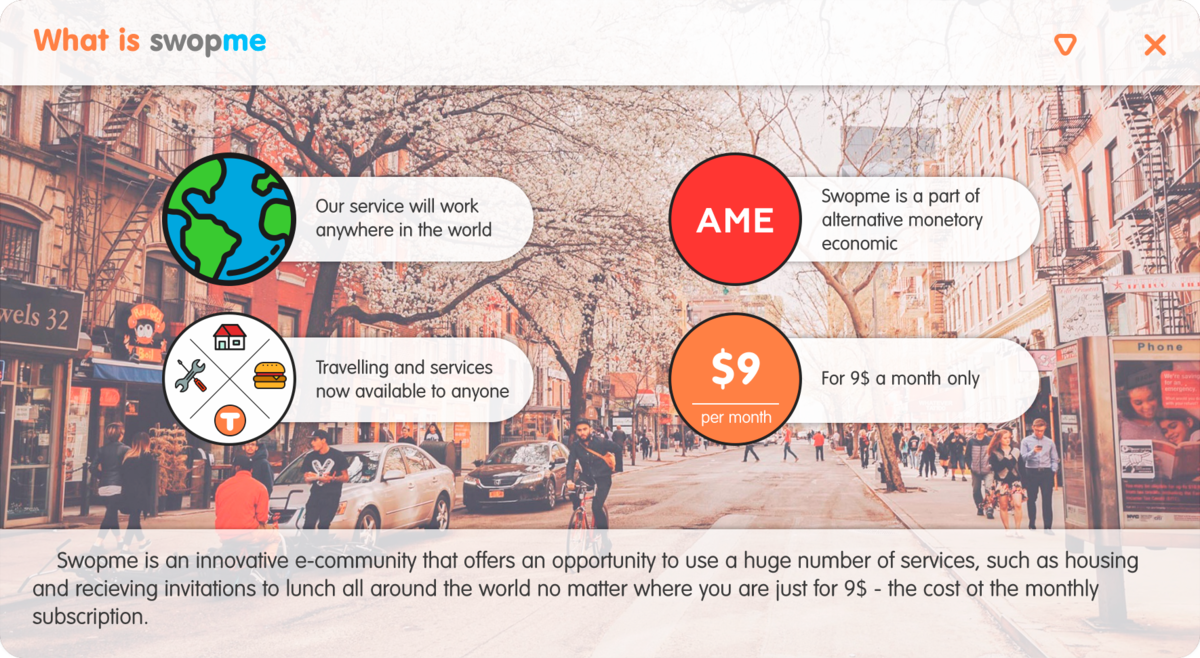 What is swopme
Our service will work
anywhere in the world
AME
Swopme is a part of
alternative monetory
economic
Travelling and services
now available to anyone
T
$9
per month
For 9$ a month only
wels 32
Phone
Swopme is an innovative e-community that offers an opportunity to use a huge number of services, such as housing
and recieving invitations to lunch all around the world no matter where you are just for 9$ - the cost ot the monthly
subscription.